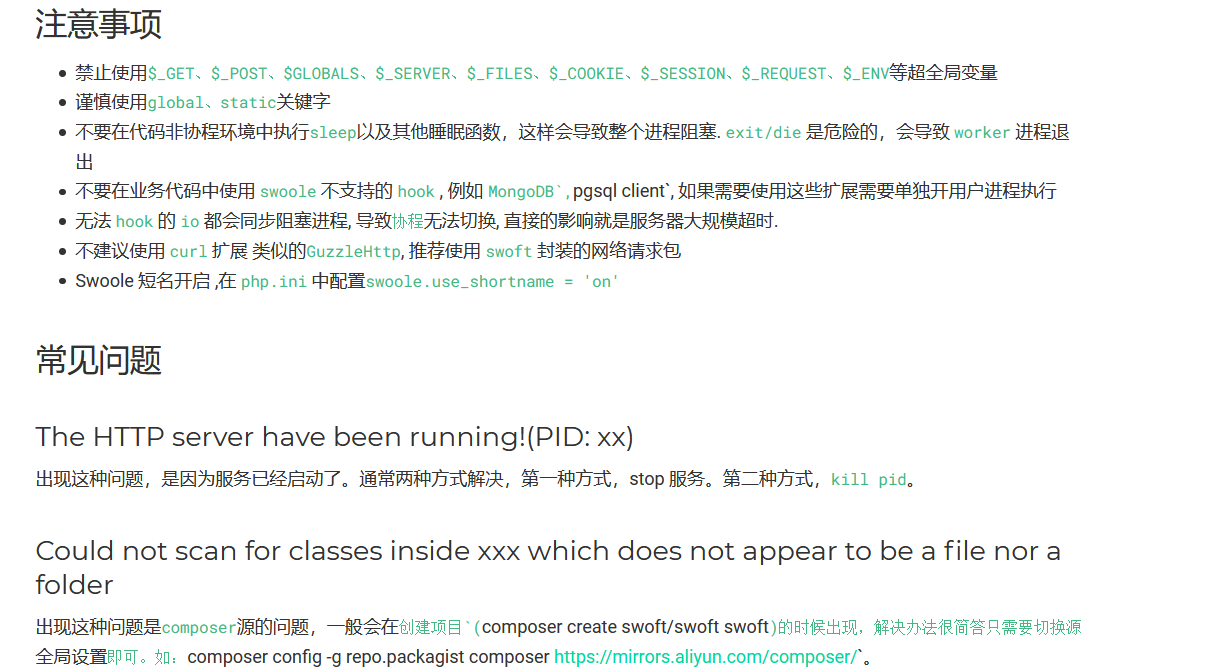 注意事项
禁止使用$_GET、$_POST、$GLOBALS、$_SERVER、$_FILES、$_COOKIE、$_SESSION、$_REQUEST、$_ENV等超全局变量
谨慎使用global、static关键字
不要在代码非协程环境中执行sleep以及其他睡眠函数，这样会导致整个进程阻塞. exit/die 是危险的，会导致 worker 进程退
出
不要在业务代码中使用 swoole 不支持的 hook , 例如 MongoDB`,pgsql client`, 如果需要使用这些扩展需要单独开用户进程执行
无法 hook 的 io 都会同步阻塞进程, 导致协程无法切换, 直接的影响就是服务器大规模超时.
不建议使用 curl 扩展 类似的GuzzleHttp, 推荐使用 swoft 封装的网络请求包
Swoole 短名开启 ,在 php.ini 中配置swoole.use_shortname = 'on'
常见问题
The HTTP server have been running!(PID: xx)
出现这种问题，是因为服务已经启动了。通常两种方式解决，第一种方式，stop 服务。第二种方式，kill pid。
Could not scan for classes inside xxx which does not appear to be a file nor a
folder
出现这种问题是composer源的问题，一般会在创建项目`(composer create swoft/swoft swoft)的时候出现，解决办法很简答只需要切换源
全局设置即可。如：composer config -g repo.packagist composer https://mirrors.aliyun.com/composer/`。